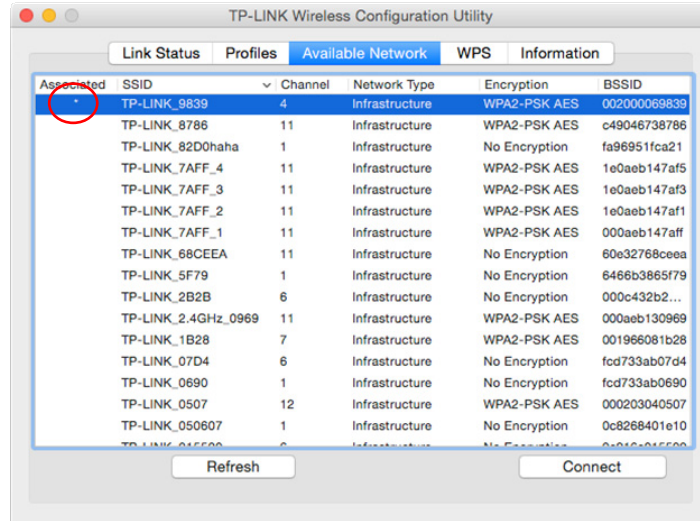 TP-LINK Wireless Configuration Utility
Link Status Profiles Available Network WPS Information
Associated SSID Channel Network Type Encryption BSSID
* TP-LINK_9839 4 Infrastructure WPA2-PSK AES 002000069839
TP-LINK_8786 11 Infrastructure WPA2-PSK AES c49046738786
TP-LINK_82D0haha 1 Infrastructure No Encryption fa96951fca21
TP-LINK_7AFF_4 11 Infrastructure WPA2-PSK AES 1e0aeb147af5
TP-LINK_7AFF_3 11 Infrastructure WPA2-PSK AES 1e0aeb147af3
TP-LINK_7AFF_2 11 Infrastructure WPA2-PSK AES 1e0aeb147af1
TP-LINK_7AFF_1 11 Infrastructure WPA2-PSK AES 000aeb147aff
TP-LINK_68CEEA 11 Infrastructure No Encryption 60e32768ceea
TP-LINK_5F79 1 Infrastructure No Encryption 6466b3865f79
TP-LINK_2B2B 6 Infrastructure No Encryption 000c432b2...
TP-LINK_2.4GHz_0969 11 Infrastructure WPA2-PSK AES 000aeb130969
TP-LINK_1B28 7 Infrastructure WPA2-PSK AES 001966081b28
TP-LINK_07D4 6 Infrastructure No Encryption fcd733ab07d4
TP-LINK_0690 1 Infrastructure No Encryption fcd733ab0690
TP-LINK_0507 12 Infrastructure WPA2-PSK AES 000203040507
TP-LINK_050607 1 Infrastructure No Encryption 0c8268401e10
Refresh Connect